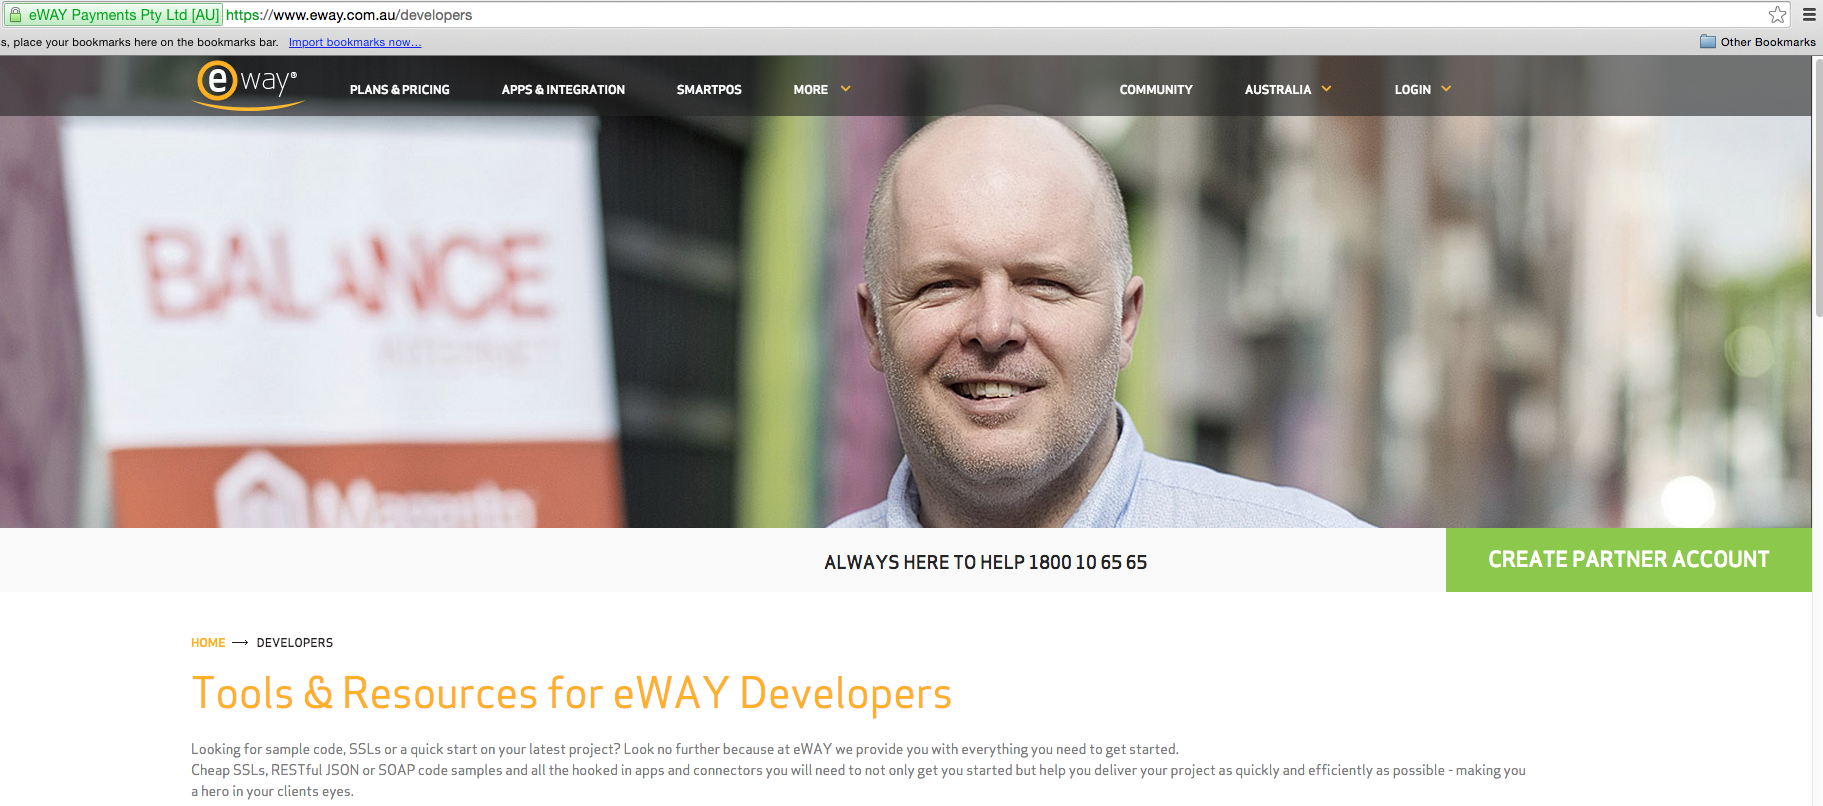 eWAY Payments Pty Ltd [AU] https://www.eway.com.au/developers
s, place your bookmarks here on the bookmarks bar. Import bookmarks now... Other Bookmarks
eway® PLANS & PRICING APPS & INTEGRATION SMARTPOS MORE COMMUNITY AUSTRALIA LOGIN
BALANCE
INTERNET
Magento
ALWAYS HERE TO HELP 1800 10 65 65
CREATE PARTNER ACCOUNT
HOME → DEVELOPERS
Tools & Resources for eWAY Developers
Looking for sample code, SSLs or a quick start on your latest project? Look no further because at eWAY we provide you with everything you need to get started.
Cheap SSLs, RESTful JSON or SOAP code samples and all the hooked in apps and connectors you will need to not only get you started but help you deliver your project as quickly and efficiently as possible - making you
a hero in your clients eyes.